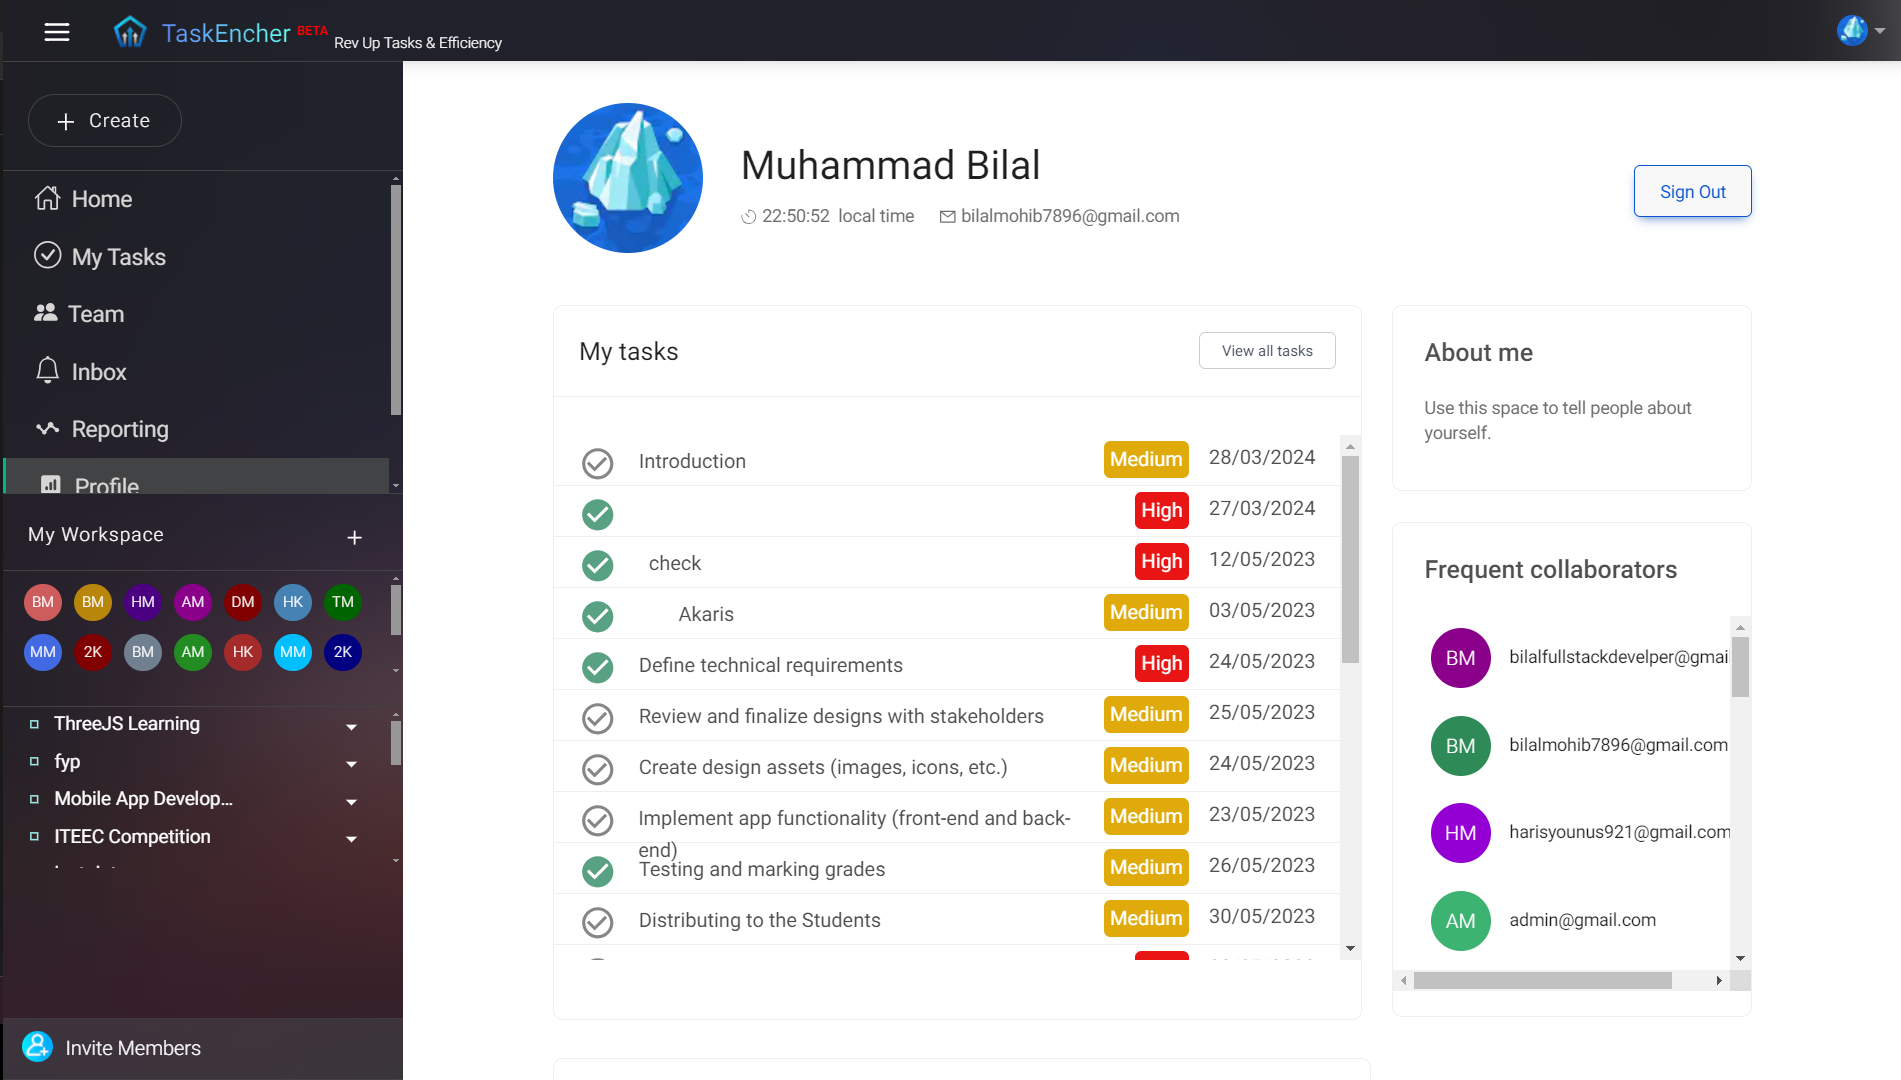 TaskEncher BETA Rev Up Tasks & Efficiency
Create
Home
My Tasks
Team
Inbox
Reporting
Profile
My Workspace
BM BM HM AM DM HK TM
MM 2K BM AM HK MM 2K
ThreeJS Learning
fyp
Mobile App Develop...
ITEEC Competition
Invite Members
Muhammad Bilal
22:50:52 local time bilalmohib7896@gmail.com
Sign Out
My tasks
View all tasks
Introduction Medium 28/03/2024
High 27/03/2024
check High 12/05/2023
Akaris Medium 03/05/2023
Define technical requirements High 24/05/2023
Review and finalize designs with stakeholders Medium 25/05/2023
Create design assets (images, icons, etc.) Medium 24/05/2023
Implement app functionality (front-end and back- Medium 23/05/2023
end)
Testing and marking grades Medium 26/05/2023
Distributing to the Students Medium 30/05/2023
About me
Use this space to tell people about
yourself.
Frequent collaborators
BM bilalfullstackdevelper@gmai
BM bilalmohib7896@gmail.com
HM harisyounus921@gmail.com
AM admin@gmail.com